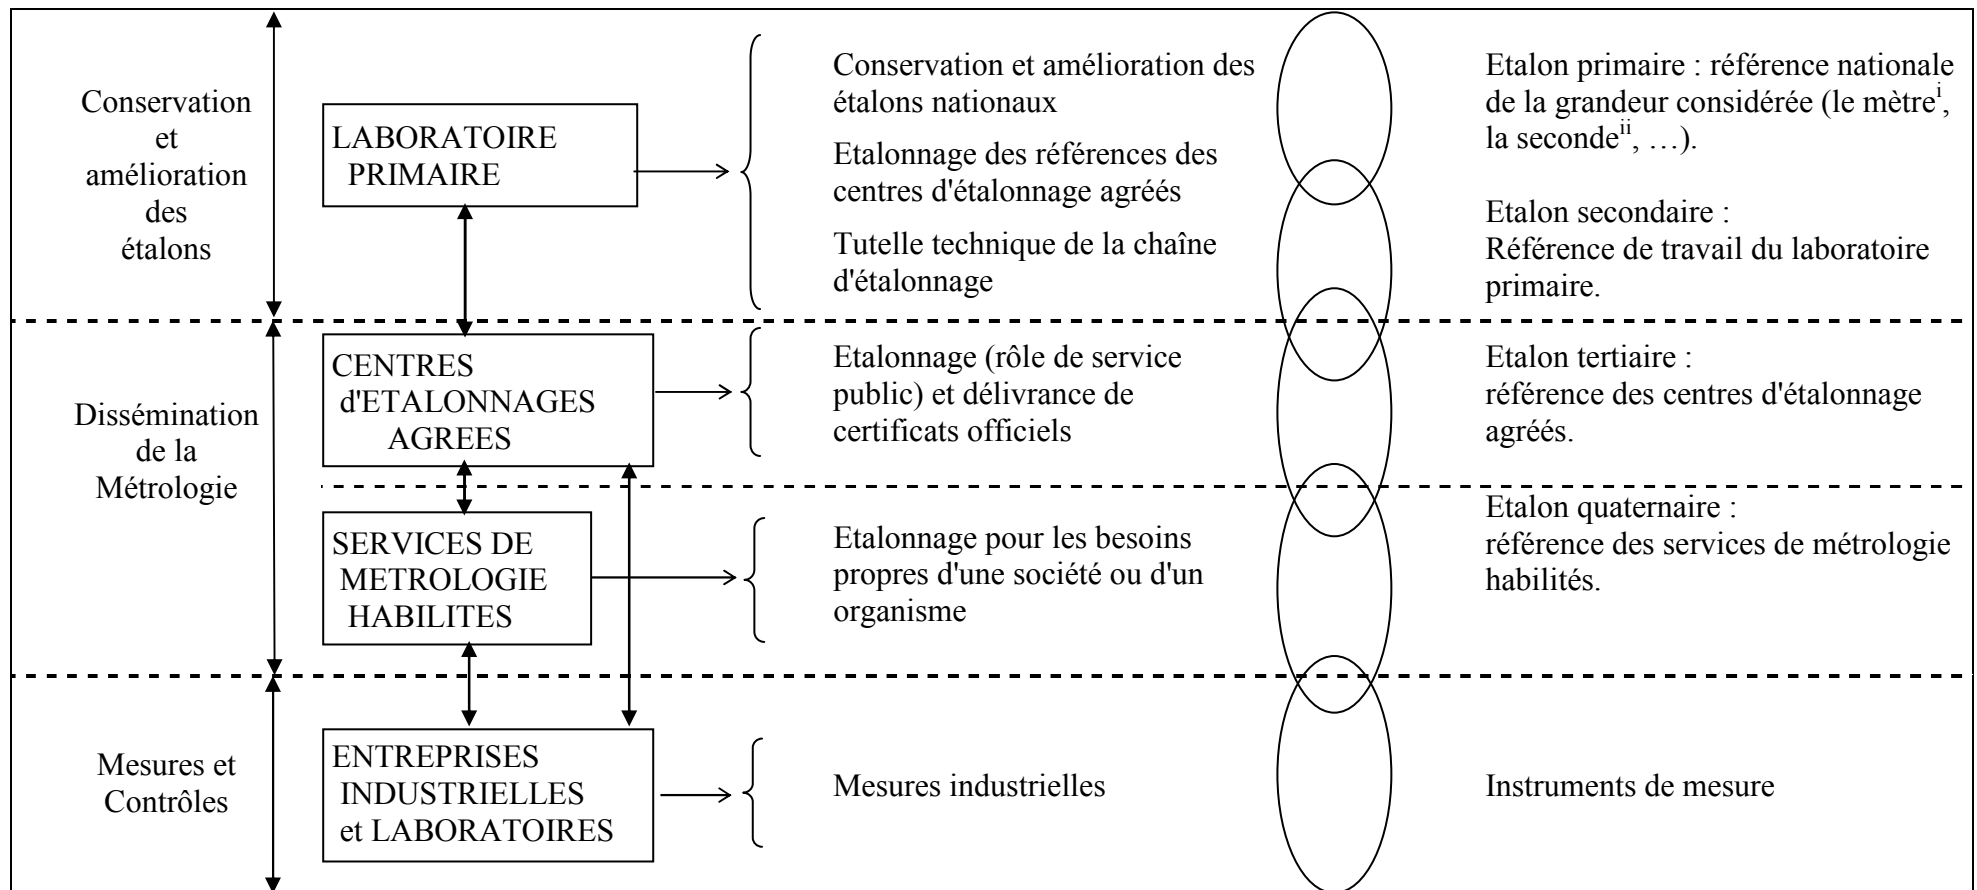 Conservation
et
amélioration
des
étalons
LABORATOIRE
PRIMAIRE
Conservation et amélioration des
étalons nationaux
Etalonnage des références des
centres d'étalonnage agréés
Tutelle technique de la chaîne
d'étalonnage
Etalon primaire : référence nationale
de la grandeur considérée (le mètreⁱ,
la secondeⁱⁱ, …).
Etalon secondaire :
Référence de travail du laboratoire
primaire.
Dissémination
de la
Métrologie
CENTRES
d'ETALONNAGES
AGREES
Etalonnage (rôle de service
public) et délivrance de
certificats officiels
Etalon tertiaire :
référence des centres d'étalonnage
agréés.
SERVICES DE
METROLOGIE
HABILITES
Etalonnage pour les besoins
propres d'une société ou d'un
organisme
Etalon quaternaire :
référence des services de métrologie
habilités.
Mesures et
Contrôles
ENTREPRISES
INDUSTRIELLES
et LABORATOIRES
Mesures industrielles
Instruments de mesure